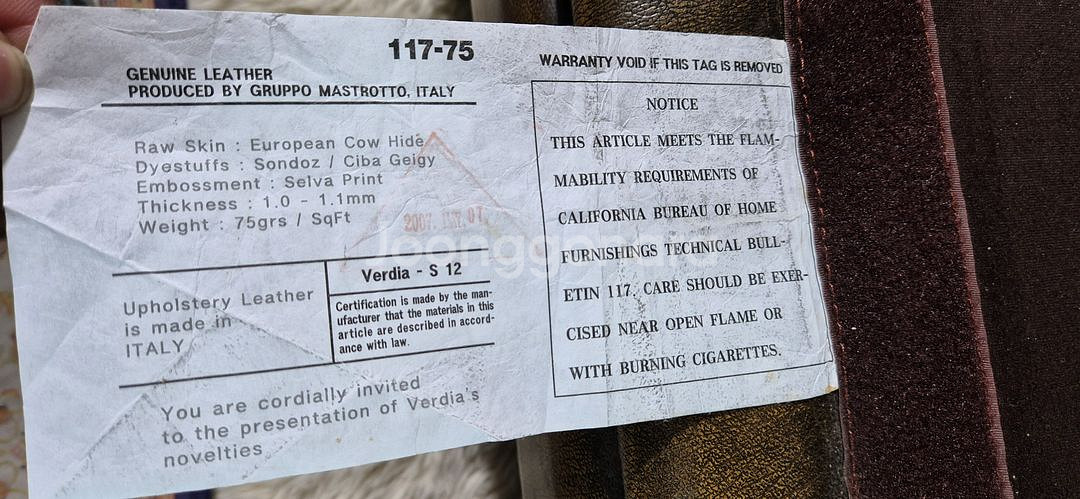 117-75
GENUINE LEATHER
PRODUCED BY GRUPPO MASTROTTO, ITALY
Raw Skin : European Cow Hide
Dyestuffs : Sondoz / Ciba Geigy
Embossment : Selva Print
Thickness : 1.0 - 1.1mm
Weight : 75grs / SqFt
2007.
07.
Upholstery Leather
is made in
ITALY
Verdia - S 12
Certification is made by the man-
ufacturer that the materials in this
article are described in accord-
ance with law.
You are cordially invited
to the presentation of Verdia's
novelties
WARRANTY VOID IF THIS TAG IS REMOVED
NOTICE
THIS ARTICLE MEETS THE FLAM-
MABILITY REQUIREMENTS OF
CALIFORNIA BUREAU OF HOME
FURNISHINGS TECHNICAL BULL-
ETIN 117. CARE SHOULD BE EXER-
CISED NEAR OPEN FLAME OR
WITH BURNING CIGARETTES.